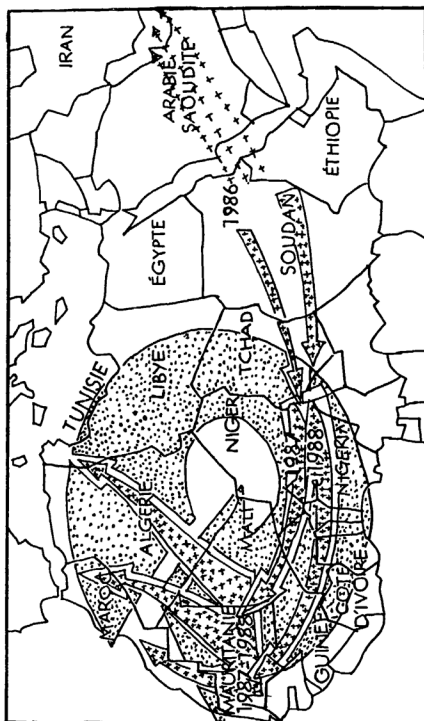 IRAN
ARABIE
SAOUDITE
TUNISIE
MAROC
ALGÉRIE
LIBYE
ÉGYPTE
1986
MAURITANIE
1987-1988
MALI
NIGER
TCHAD
SOUDAN
ÉTHIOPIE
1987
1988
GUINÉE
CÔTE
D'IVOIRE
NIGERIA